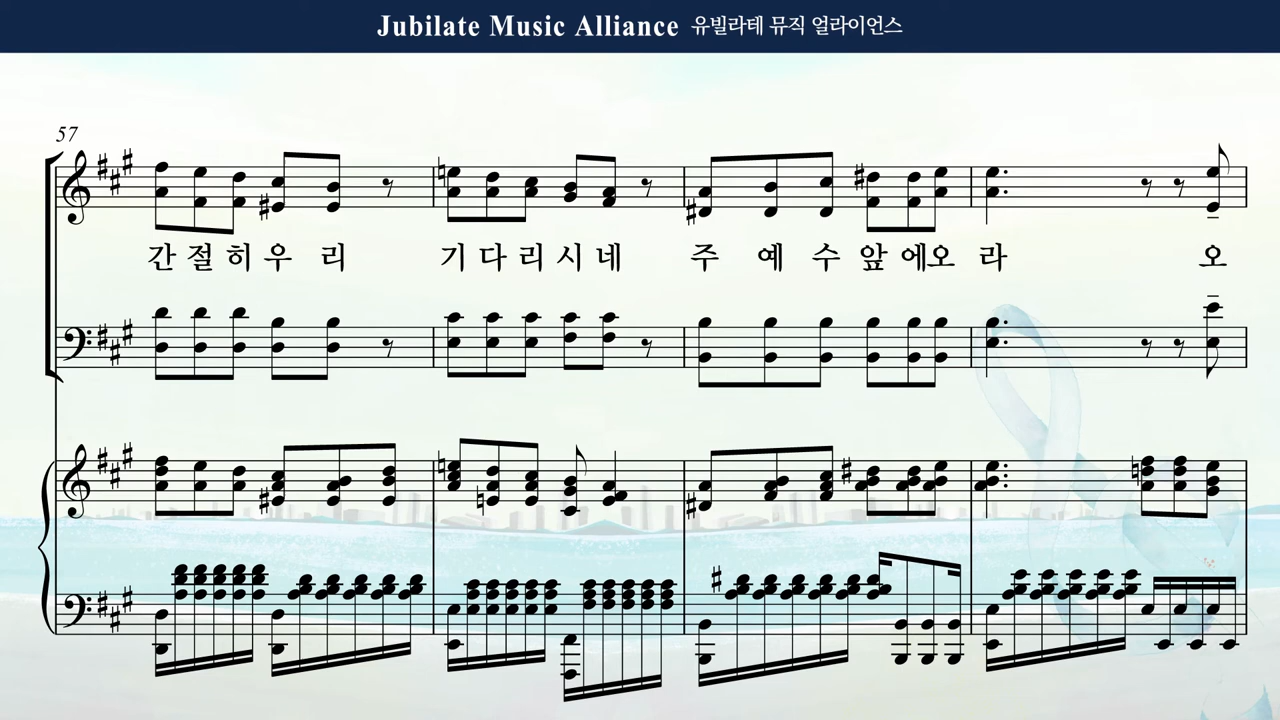 Jubilate Music Alliance 유빌라테 뮤직 얼라이언스
57
간 절 히 우 리 기 다 리 시 네 주 예 수 앞 에 오 라 오